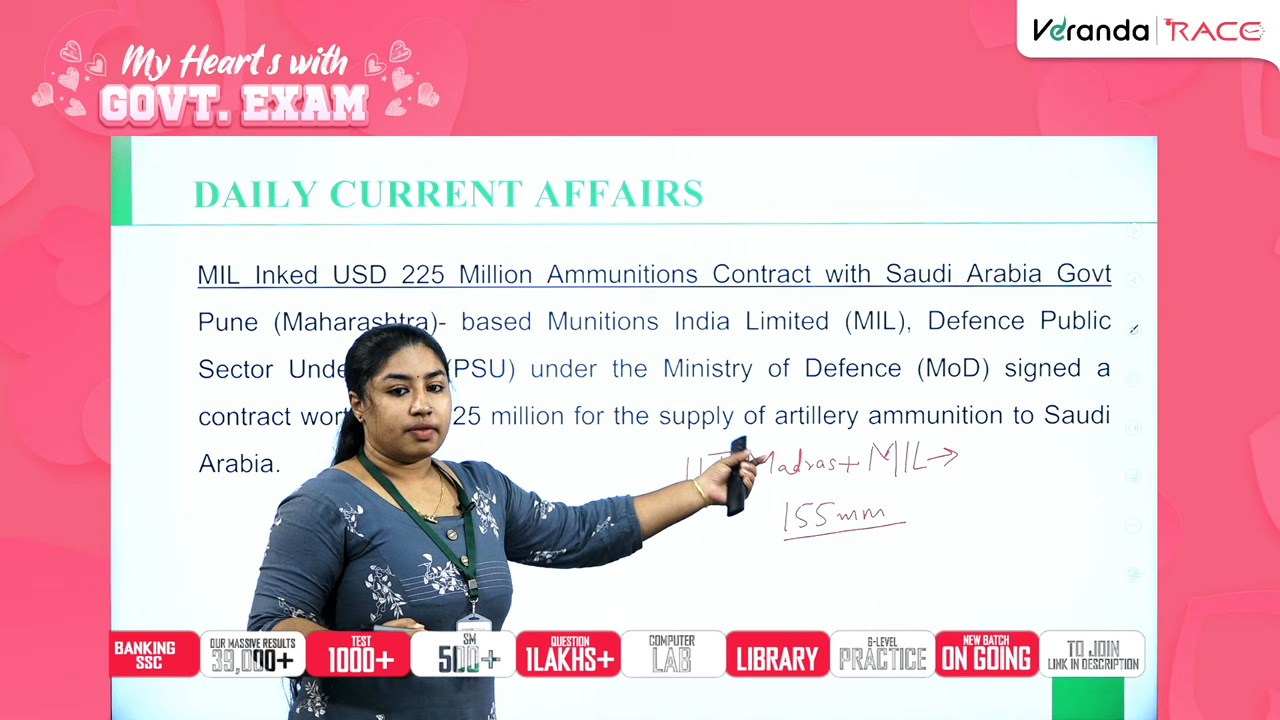 Veranda RACE
My Heart s with
GOVT. EXAM
DAILY CURRENT AFFAIRS
MIL Inked USD 225 Million Ammunitions Contract with Saudi Arabia Govt
Pune (Maharashtra)- based Munitions India Limited (MIL), Defence Public
Sector Unde (PSU) under the Ministry of Defence (MoD) signed a
contract wor 25 million for the supply of artillery ammunition to Saudi
Arabia.
Madras + MIL →
155mm
BANKING SSC
OUR MASSIVE RESULTS 39,000+
TEST 1000+
SM 500+
QUESTION 1LAKHS+
COMPUTER LAB
LIBRARY
6-LEVEL PRACTICE
NEW BATCH ON GOING
TO JOIN LINK IN DESCRIPTION